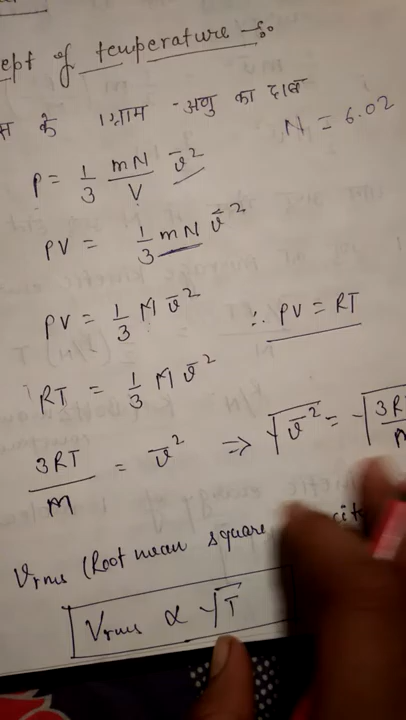 ept of temperature :-
स के 1 ग्राम - अणु का दाब
N = 6.02
P = 1/3 mN/V v̄²
PV = 1/3 mN v̄²
PV = 1/3 M v̄² ∴ PV = RT
RT = 1/3 M v̄²
3RT/M = v̄² ⇒ √v̄² = √3R
Vrms (Root mean square
Vrms ∝ √T